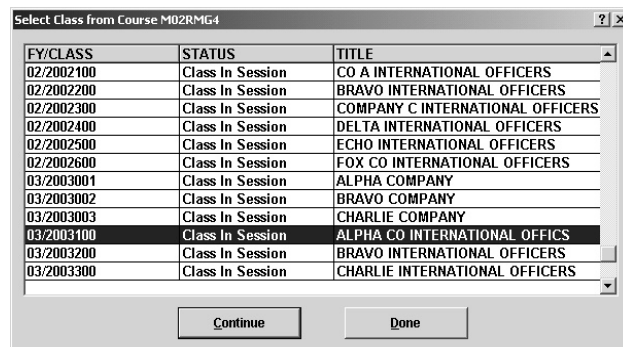 Select Class from Course M02RMG4
FY/CLASS STATUS TITLE
02/2002100 Class In Session CO A INTERNATIONAL OFFICERS
02/2002200 Class In Session BRAVO INTERNATIONAL OFFICERS
02/2002300 Class In Session COMPANY C INTERNATIONAL OFFICERS
02/2002400 Class In Session DELTA INTERNATIONAL OFFICERS
02/2002500 Class In Session ECHO INTERNATIONAL OFFICERS
02/2002600 Class In Session FOX CO INTERNATIONAL OFFICERS
03/2003001 Class In Session ALPHA COMPANY
03/2003002 Class In Session BRAVO COMPANY
03/2003003 Class In Session CHARLIE COMPANY
03/2003100 Class In Session ALPHA CO INTERNATIONAL OFFICS
03/2003200 Class In Session BRAVO INTERNATIONAL OFFICERS
03/2003300 Class In Session CHARLIE INTERNATIONAL OFFICERS
Continue Done